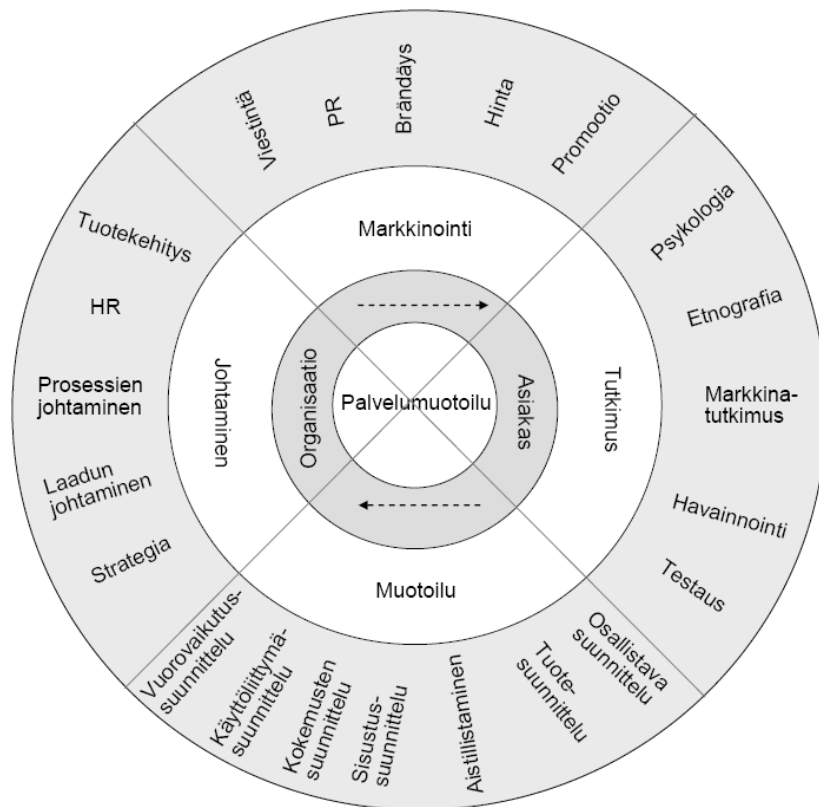 Viestintä
PR
Brändäys
Hinta
Promootio
Markkinointi
Psykologia
Etnografia
Markkina-
tutkimus
Havainnointi
Testaus
Tutkimus
Osallistava
suunnittelu
Tuote-
suunnittelu
Aistillistaminen
Sisustus-
suunnittelu
Kokemusten
suunnittelu
Käyttöliittymä-
suunnittelu
Vuorovaikutus-
suunnittelu
Muotoilu
Strategia
Laadun
johtaminen
Prosessien
johtaminen
HR
Tuotekehitys
Johtaminen
Organisaatio
Palvelumuotoilu
Asiakas